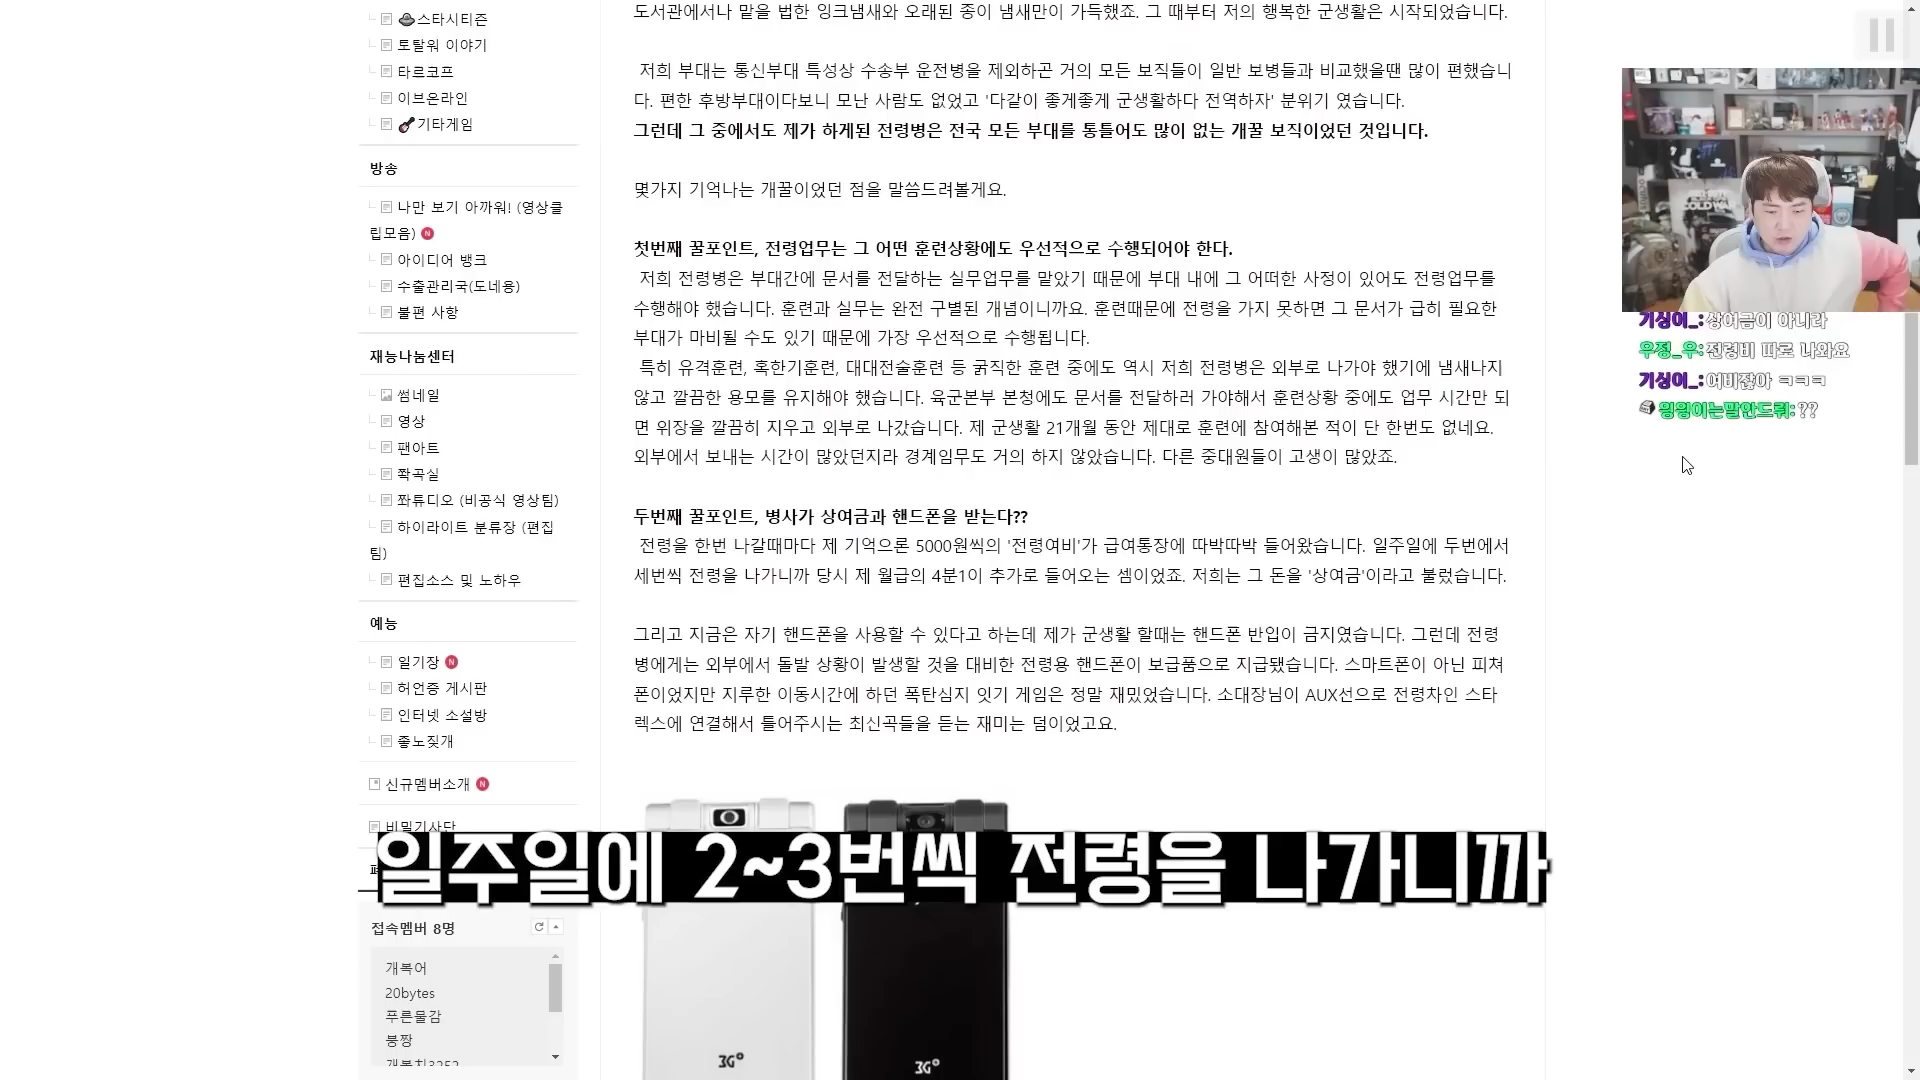 스타시티즌
토탈워 이야기
타르코프
이브온라인
기타게임
방송
나만 보기 아까워! (영상클
립모음) N
아이디어 뱅크
수출관리국(도네용)
불편 사항
재능나눔센터
썸네일
영상
팬아트
쫙곡실
쫘튜디오 (비공식 영상팀)
하이라이트 분류장 (편집
팀)
편집소스 및 노하우
예능
일기장 N
허언증 게시판
인터넷 소설방
좋노짖개
신규멤버소개 N
비밀기사단
접속멤버 8명
개복어
20bytes
푸른물감
붕짱
도서관에서나 맡을 법한 잉크냄새와 오래된 종이 냄새만이 가득했죠. 그 때부터 저의 행복한 군생활은 시작되었습니다.
저희 부대는 통신부대 특성상 수송부 운전병을 제외하곤 거의 모든 보직들이 일반 보병들과 비교했을땐 많이 편했습니
다. 편한 후방부대이다보니 모난 사람도 없었고 '다같이 좋게좋게 군생활하다 전역하자' 분위기 였습니다.
그런데 그 중에서도 제가 하게된 전령병은 전국 모든 부대를 통틀어도 많이 없는 개꿀 보직이었던 것입니다.
몇가지 기억나는 개꿀이었던 점을 말씀드려볼게요.
첫번째 꿀포인트, 전령업무는 그 어떤 훈련상황에도 우선적으로 수행되어야 한다.
저희 전령병은 부대간에 문서를 전달하는 실무업무를 맡았기 때문에 부대 내에 그 어떠한 사정이 있어도 전령업무를
수행해야 했습니다. 훈련과 실무는 완전 구별된 개념이니까요. 훈련때문에 전령을 가지 못하면 그 문서가 급히 필요한
부대가 마비될 수도 있기 때문에 가장 우선적으로 수행됩니다.
특히 유격훈련, 혹한기훈련, 대대전술훈련 등 굵직한 훈련 중에도 역시 저희 전령병은 외부로 나가야 했기에 냄새나지
않고 깔끔한 용모를 유지해야 했습니다. 육군본부 본청에도 문서를 전달하러 가야해서 훈련상황 중에도 업무 시간만 되
면 위장을 깔끔히 지우고 외부로 나갔습니다. 제 군생활 21개월 동안 제대로 훈련에 참여해본 적이 단 한번도 없네요.
외부에서 보내는 시간이 많았던지라 경계임무도 거의 하지 않았습니다. 다른 중대원들이 고생이 많았죠.
두번째 꿀포인트, 병사가 상여금과 핸드폰을 받는다??
전령을 한번 나갈때마다 제 기억으론 5000원씩의 '전령여비'가 급여통장에 따박따박 들어왔습니다. 일주일에 두번에서
세번씩 전령을 나가니까 당시 제 월급의 4분1이 추가로 들어오는 셈이었죠. 저희는 그 돈을 '상여금'이라고 불렀습니다.
그리고 지금은 자기 핸드폰을 사용할 수 있다고 하는데 제가 군생활 할때는 핸드폰 반입이 금지였습니다. 그런데 전령
병에게는 외부에서 돌발 상황이 발생할 것을 대비한 전령용 핸드폰이 보급품으로 지급됐습니다. 스마트폰이 아닌 피쳐
폰이었지만 지루한 이동시간에 하던 폭탄심지 잇기 게임은 정말 재밌었습니다. 소대장님이 AUX선으로 전령차인 스타
렉스에 연결해서 틀어주시는 최신곡들을 듣는 재미는 덤이었고요.
일주일에 2~3번씩 전령을 나가니까
3G+
3G+
기싱어_: 상여금이 아니라
우정_우: 전령비 따로 나와요
기싱어_: 여비잖아 ㅋㅋㅋ
윙윙이는말안드뤄: ??